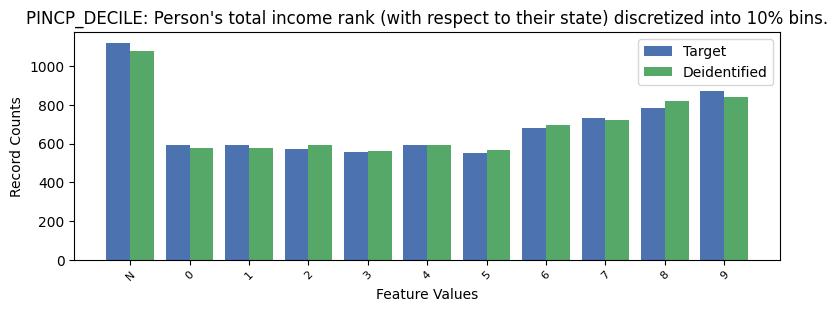 PINCP_DECILE: Person's total income rank (with respect to their state) discretized into 10% bins.
Target
Deidentified
Record Counts
1000
800
600
400
200
0
N 0 1 2 3 4 5 6 7 8 9
Feature Values